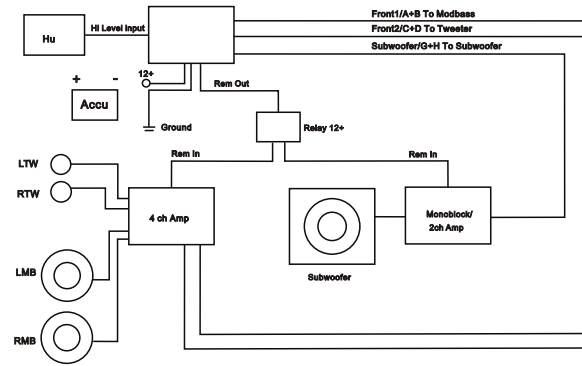 Front1/A+B To Modbass
Hu
Hi Level Input
Front2/C+D To Tweeter
Subwoofer/G+H To Subwoofer
+ -
12+
Rem Out
Accu
Ground
Relay 12+
LTW
Rem In
Rem In
RTW
4 ch Amp
Monoblock/
2ch Amp
LMB
Subwoofer
RMB